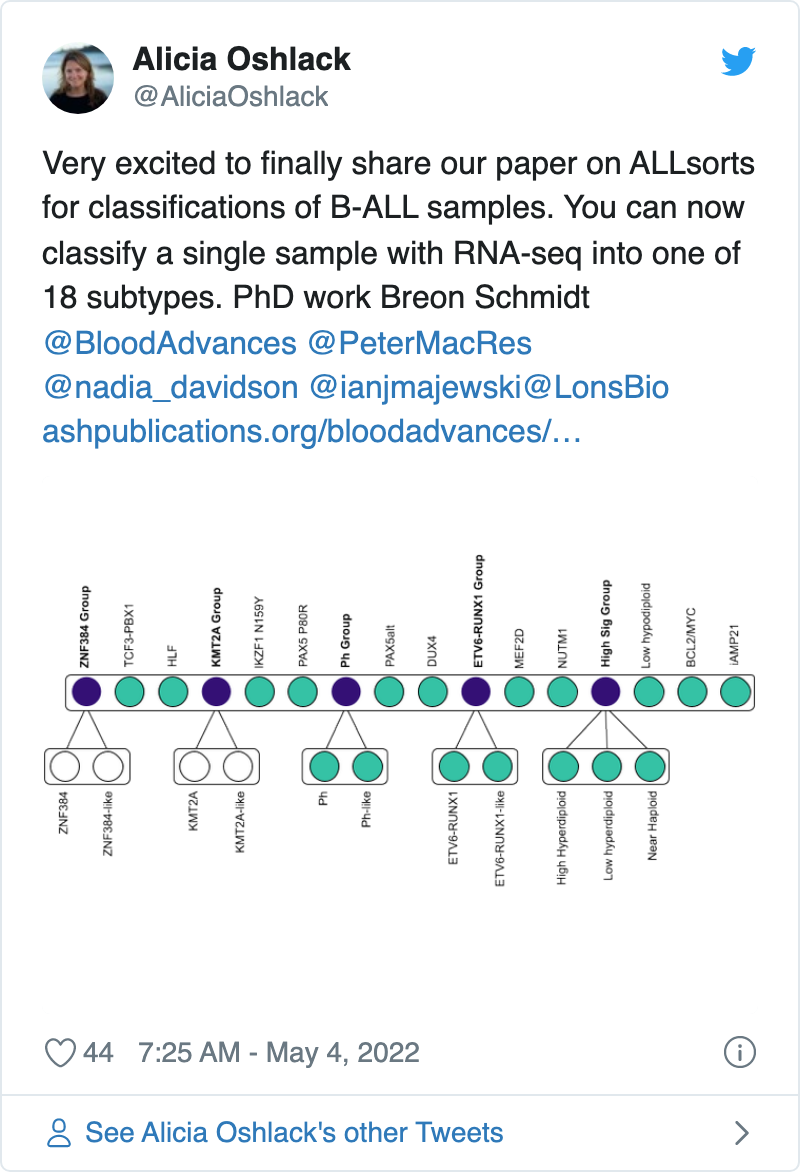 Alicia Oshlack
@AliciaOshlack
Very excited to finally share our paper on ALLsorts
for classifications of B-ALL samples. You can now
classify a single sample with RNA-seq into one of
18 subtypes. PhD work Breon Schmidt
@BloodAdvances @PeterMacRes
@nadia_davidson @ianjmajewski@LonsBio
ashpublications.org/bloodadvances/…
ZNF384 Group
TCF3-PBX1
HLF
KMT2A Group
IKZF1 N159Y
PAX5 P80R
Ph Group
PAX5alt
DUX4
ETV6-RUNX1 Group
MEF2D
NUTM1
High Sig Group
Low hypodiploid
BCL2/MYC
iAMP21
ZNF384
ZNF384-like
KMT2A
KMT2A-like
Ph
Ph-like
ETV6-RUNX1
ETV6-RUNX1-like
High Hyperdiploid
Low hyperdiploid
Near Haploid
44 7:25 AM - May 4, 2022
See Alicia Oshlack's other Tweets